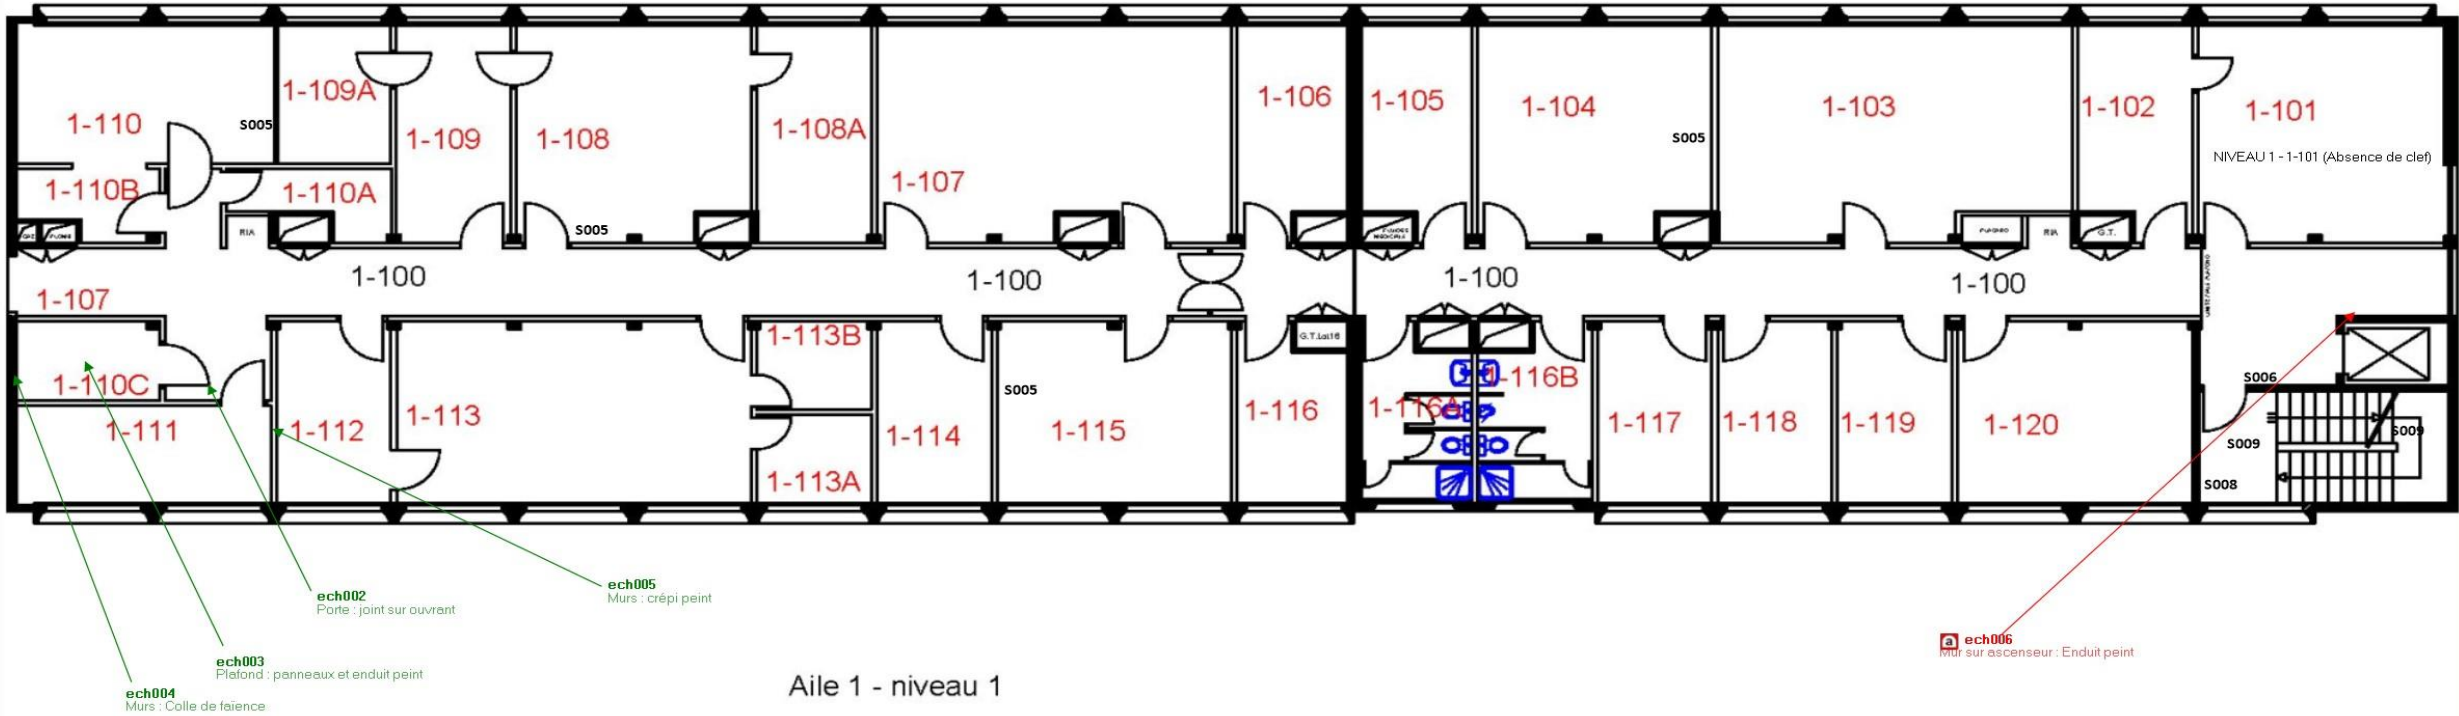 1-110
S005
1-109A
1-109
1-108
S005
1-108A
1-107
1-106
1-105
1-104
S005
1-103
1-102
1-101
NIVEAU 1 - 1-101 (Absence de clef)
1-110B
1-110A
RIA
RIA
G.T.
1-107
1-100
1-100
1-100
1-100
G.T.Lot16
1-110C
1-111
1-112
1-113
1-113B
1-113A
1-114
S005
1-115
1-116
1-116A
1-116B
1-117
1-118
1-119
1-120
S006
S009
S009
S008
ech005
Murs : crépi peint
ech002
Porte : joint sur ouvrant
ech003
Plafond : panneaux et enduit peint
ech004
Murs : Colle de faïence
a ech006
Mur sur ascenseur : Enduit peint
Aile 1 - niveau 1